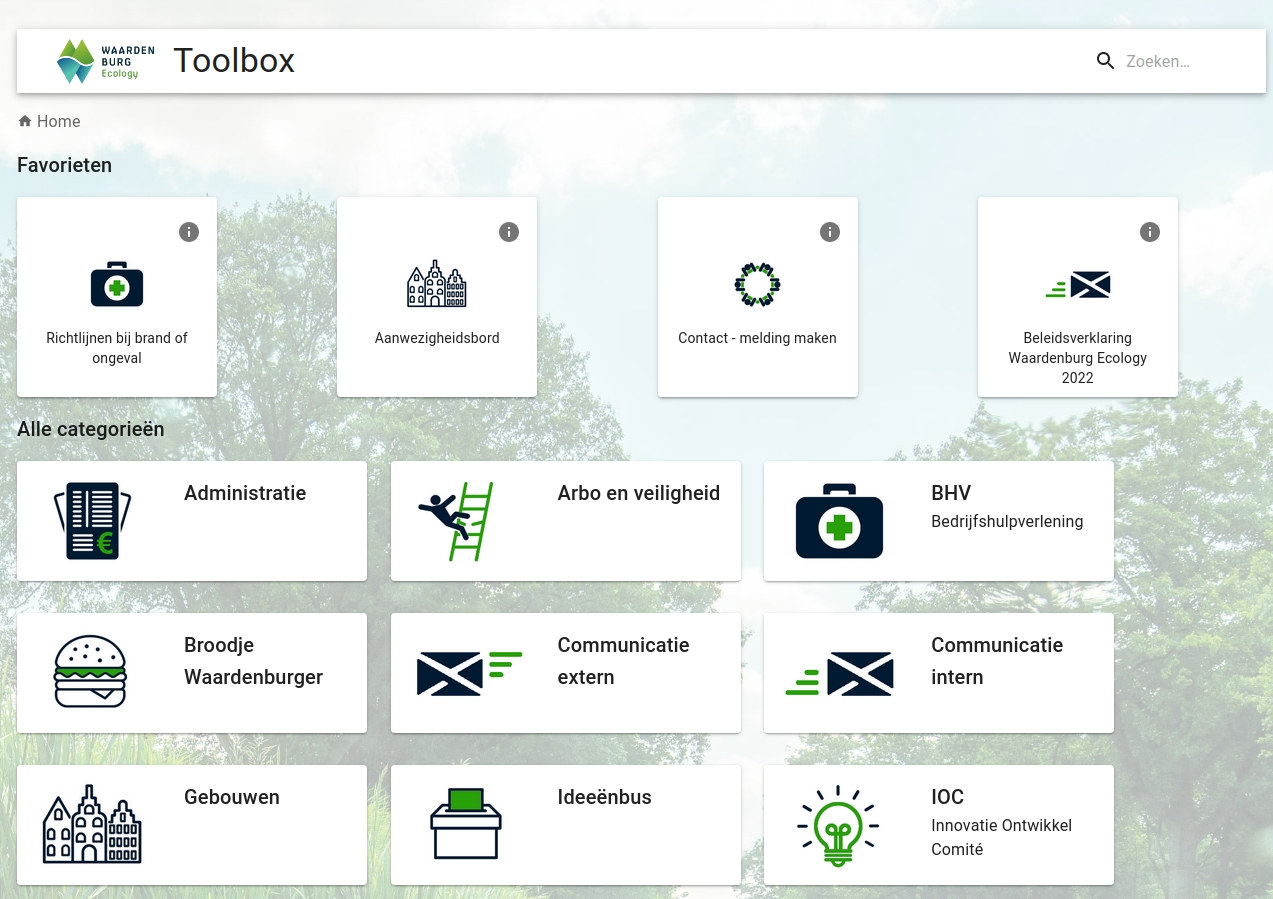 WAARDEN
BURG
Ecology
Toolbox
Zoeken…
Home
Favorieten
Richtlijnen bij brand of
ongeval
Aanwezigheidsbord
Contact - melding maken
Beleidsverklaring
Waardenburg Ecology
2022
Alle categorieën
Administratie
Arbo en veiligheid
BHV
Bedrijfshulpverlening
Broodje
Waardenburger
Communicatie
extern
Communicatie
intern
Gebouwen
Ideeënbus
IOC
Innovatie Ontwikkel
Comité